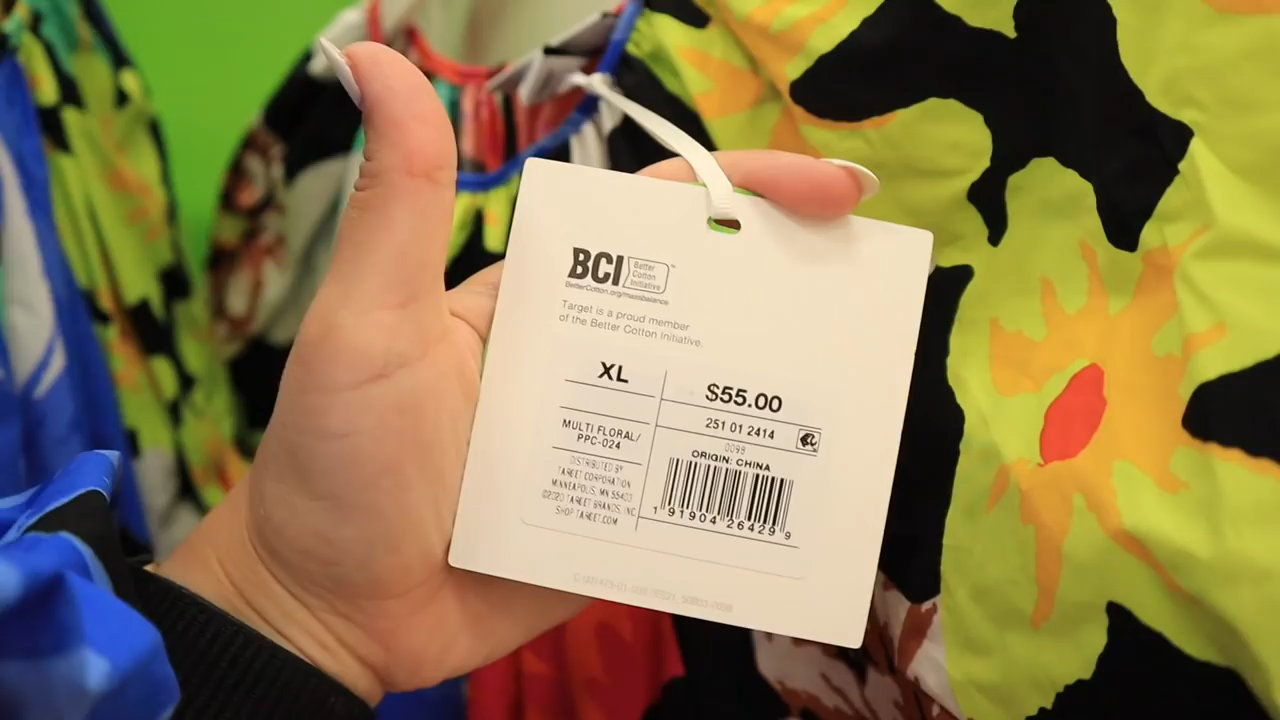 BCI
Better
Cotton
Initiative
™
BetterCotton.org/massbalance
Target is a proud member
of the Better Cotton Initiative.
XL
$55.00
MULTI FLORAL/
PPC-024
251 01 2414
0098
ORIGIN: CHINA
DISTRIBUTED BY
TARGET CORPORATION
MINNEAPOLIS, MN 55403
©2020 TARGET BRANDS, INC.
SHOP TARGET.COM
1 91904 26429 9